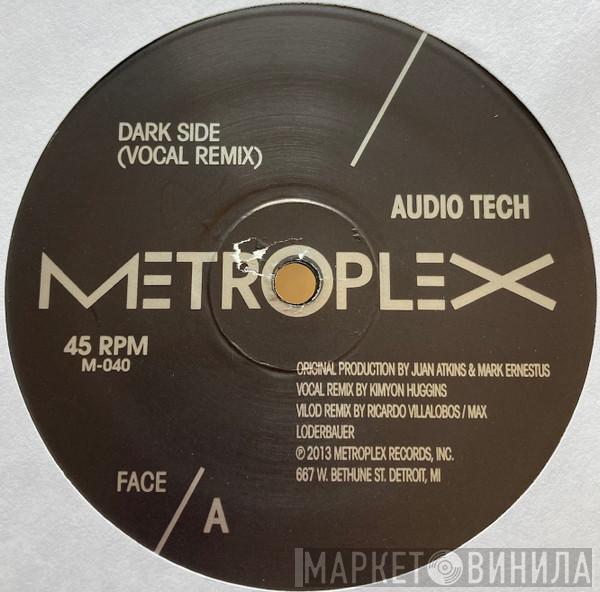 DARK SIDE
(VOCAL REMIX)
AUDIO TECH
METROPLEX
45 RPM
M-040
ORIGINAL PRODUCTION BY JUAN ATKINS & MARK ERNESTUS
VOCAL REMIX BY KIMYON HUGGINS
VILOD REMIX BY RICARDO VILLALOBOS / MAX
LODERBAUER
℗ 2013 METROPLEX RECORDS, INC.
667 W. BETHUNE ST. DETROIT, MI
FACE / A
МАРКЕТ ВИНИЛА